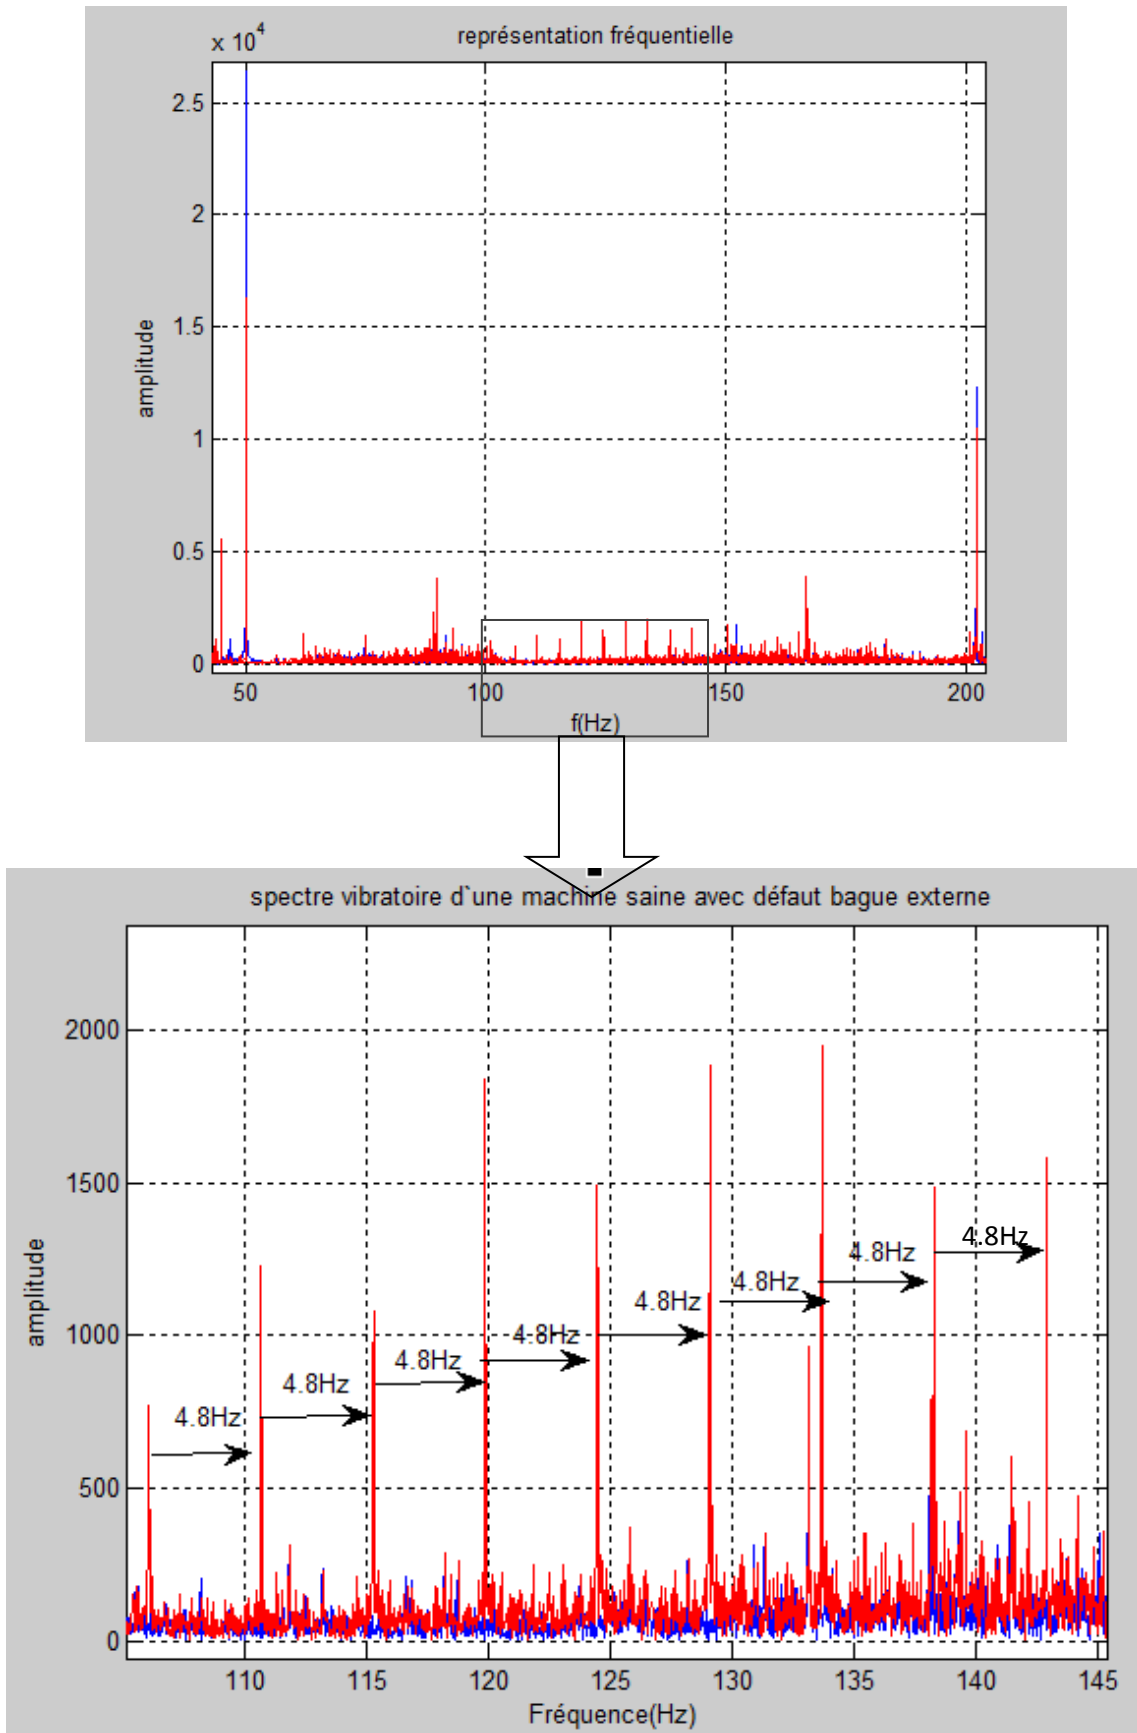 représentation fréquentielle
x 10^4
2.5
2
1.5
1
0.5
0
amplitude
50 100 150 200
f(Hz)
spectre vibratoire d`une machine saine avec défaut bague externe
2000
1500
1000
500
0
amplitude
4.8Hz
4.8Hz
4.8Hz
4.8Hz
4.8Hz
4.8Hz
4.8Hz
4.8Hz
110 115 120 125 130 135 140 145
Fréquence(Hz)